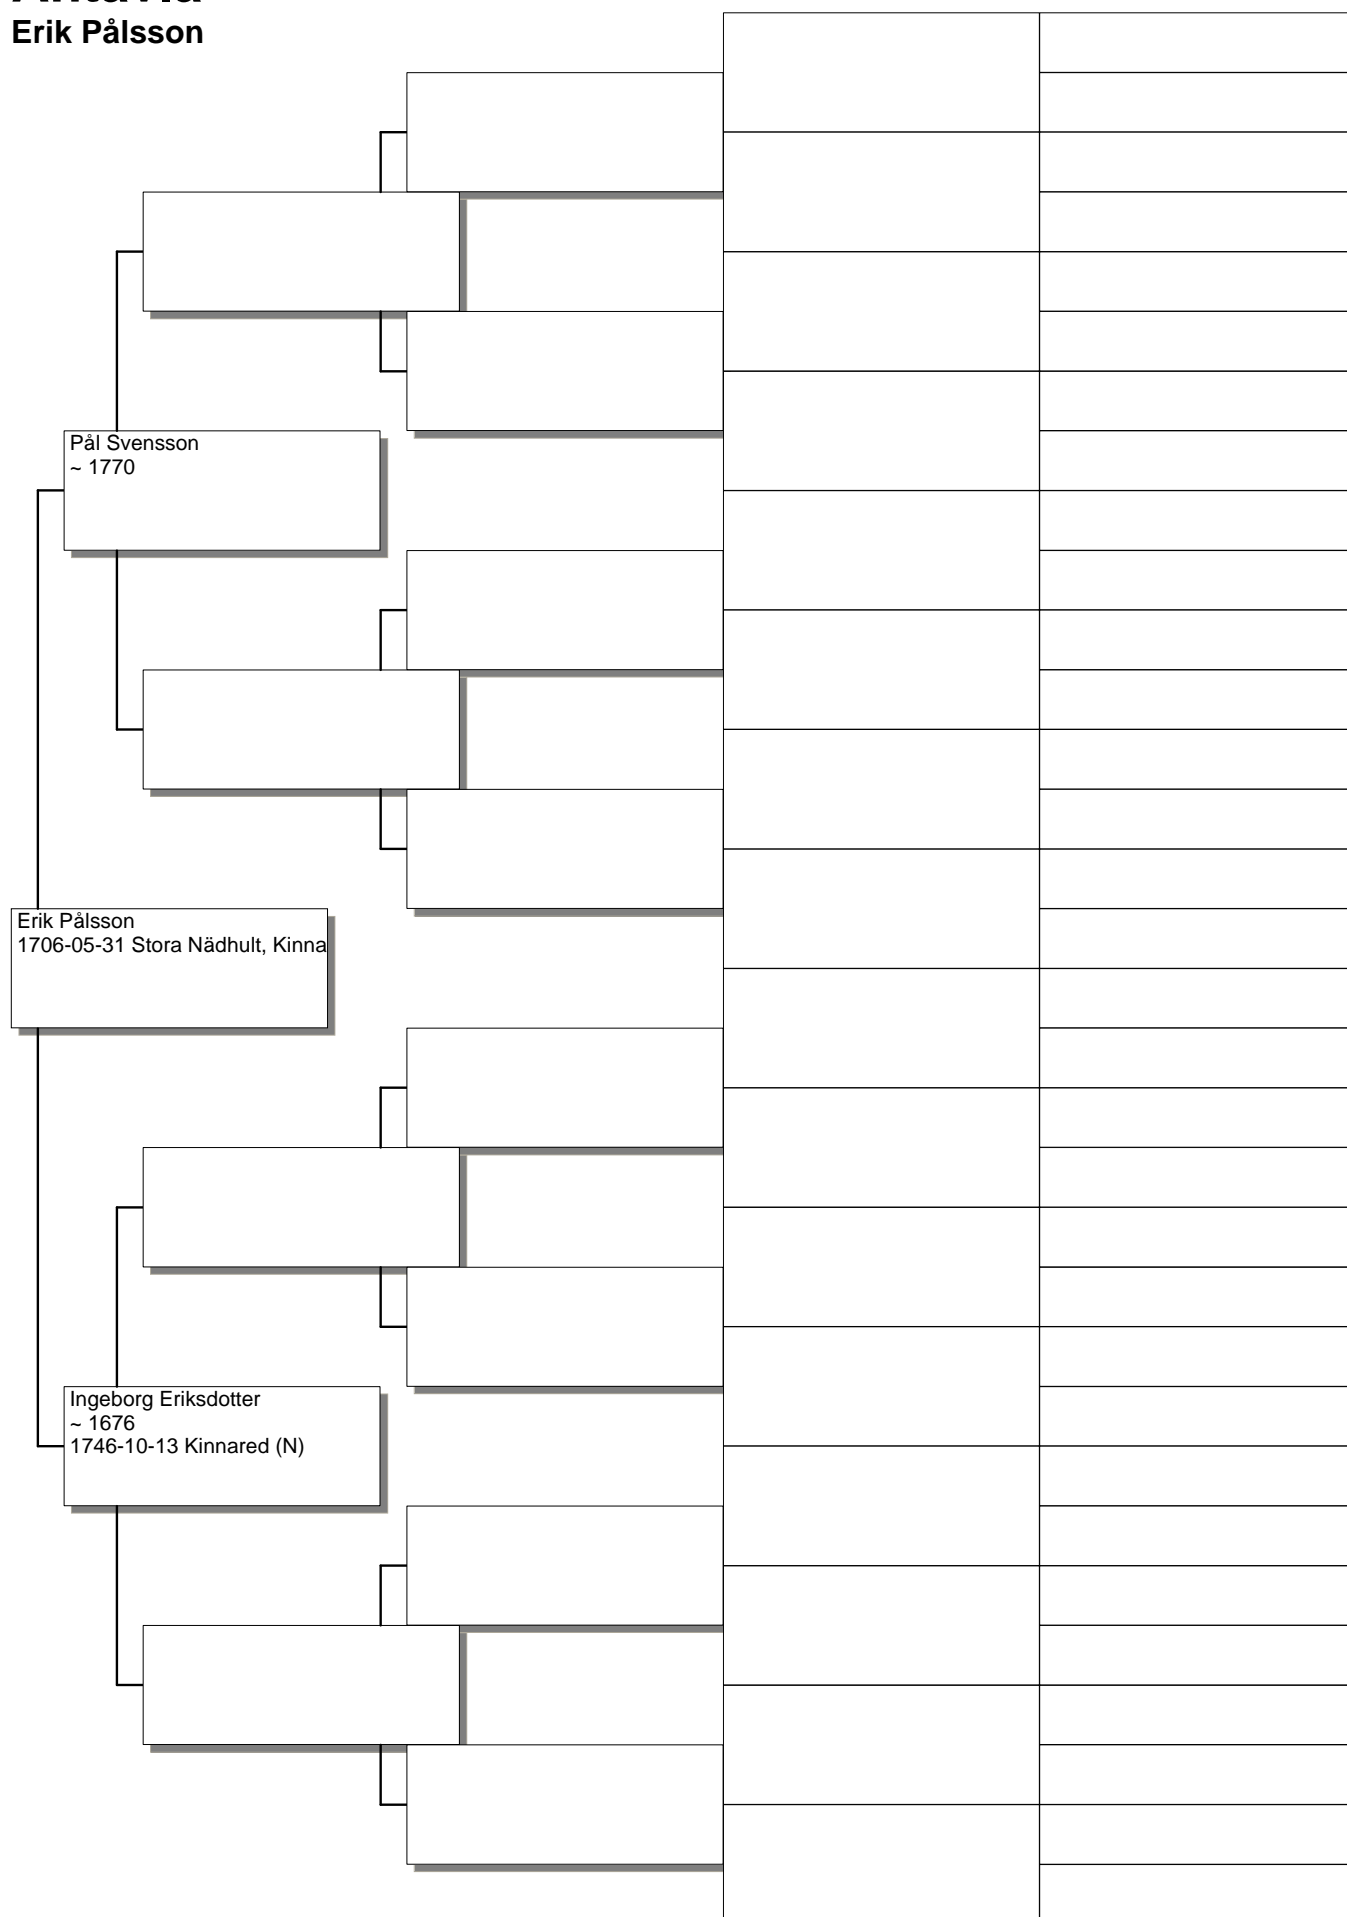 Erik Pålsson
Pål Svensson
~ 1770
Erik Pålsson
1706-05-31 Stora Nädhult, Kinna
Ingeborg Eriksdotter
~ 1676
1746-10-13 Kinnared (N)